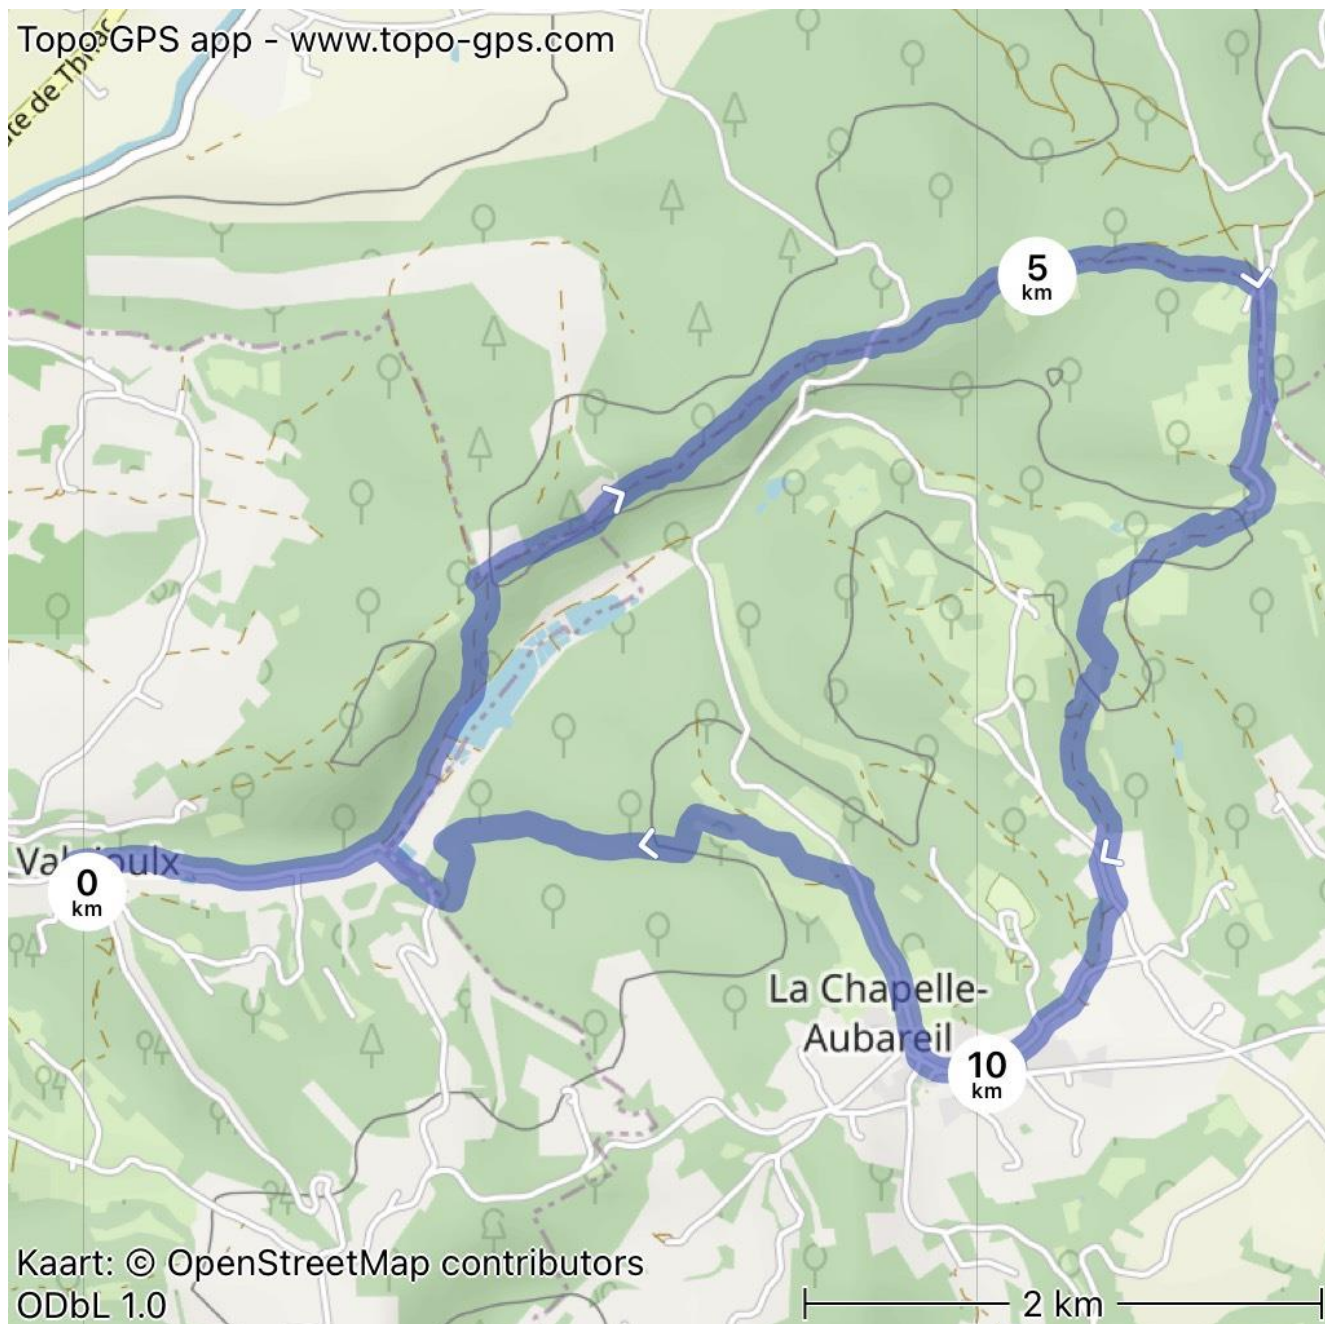 Topo GPS app - www.topo-gps.com
5
km
0
km
La Chapelle-
Aubareil
10
km
Kaart: © OpenStreetMap contributors
ODbL 1.0
2 km